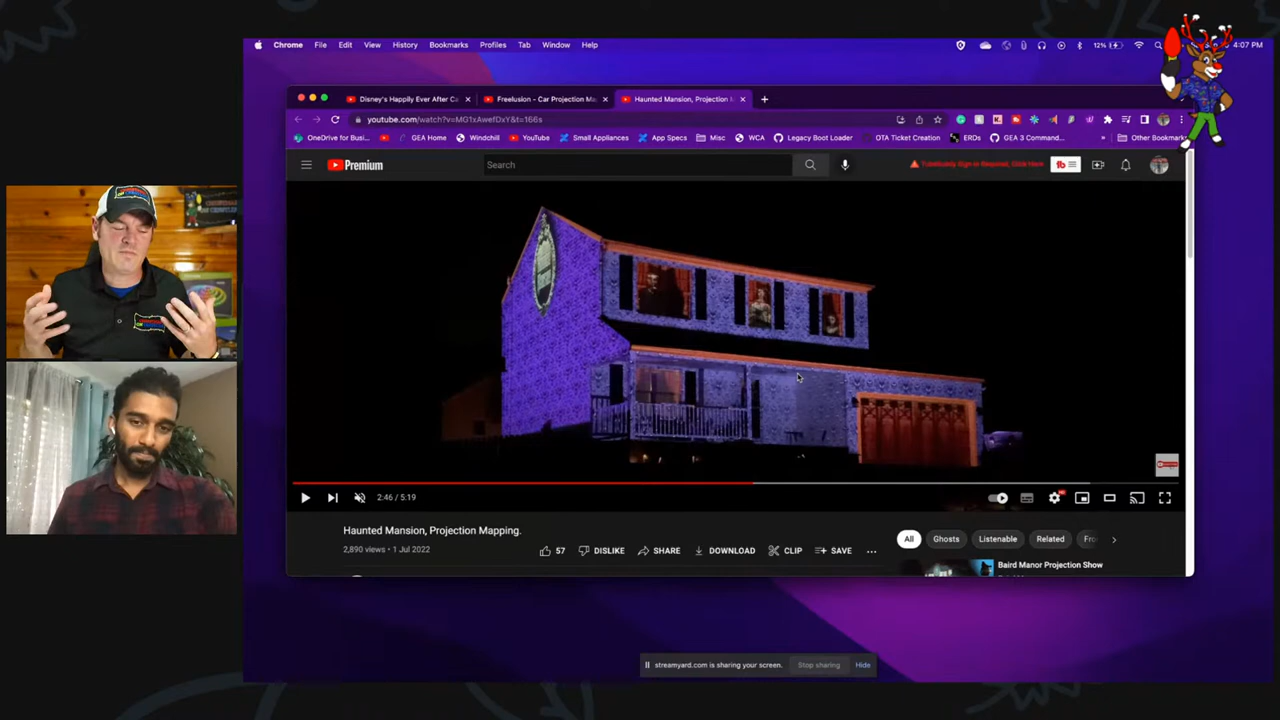 Chrome File Edit View History Bookmarks Profiles Tab Window Help
12%
4:07 PM
Disney's Happily Ever After Ca
Freelusion - Car Projection Ma
Haunted Mansion, Projection M
youtube.com/watch?v=MG1xAwefDxY&t=166s
OneDrive for Busi... GEA Home Windchill YouTube Small Appliances App Specs Misc WCA Legacy Boot Loader OTA Ticket Creation ERDs GEA 3 Command... » Other Bookmarks
Premium
Search
2:46 / 5:19
Haunted Mansion, Projection Mapping.
2,890 views • 1 Jul 2022
57 DISLIKE SHARE DOWNLOAD CLIP SAVE ...
All Ghosts Listenable Related Fro
Baird Manor Projection Show
streamyard.com is sharing your screen. Stop sharing Hide